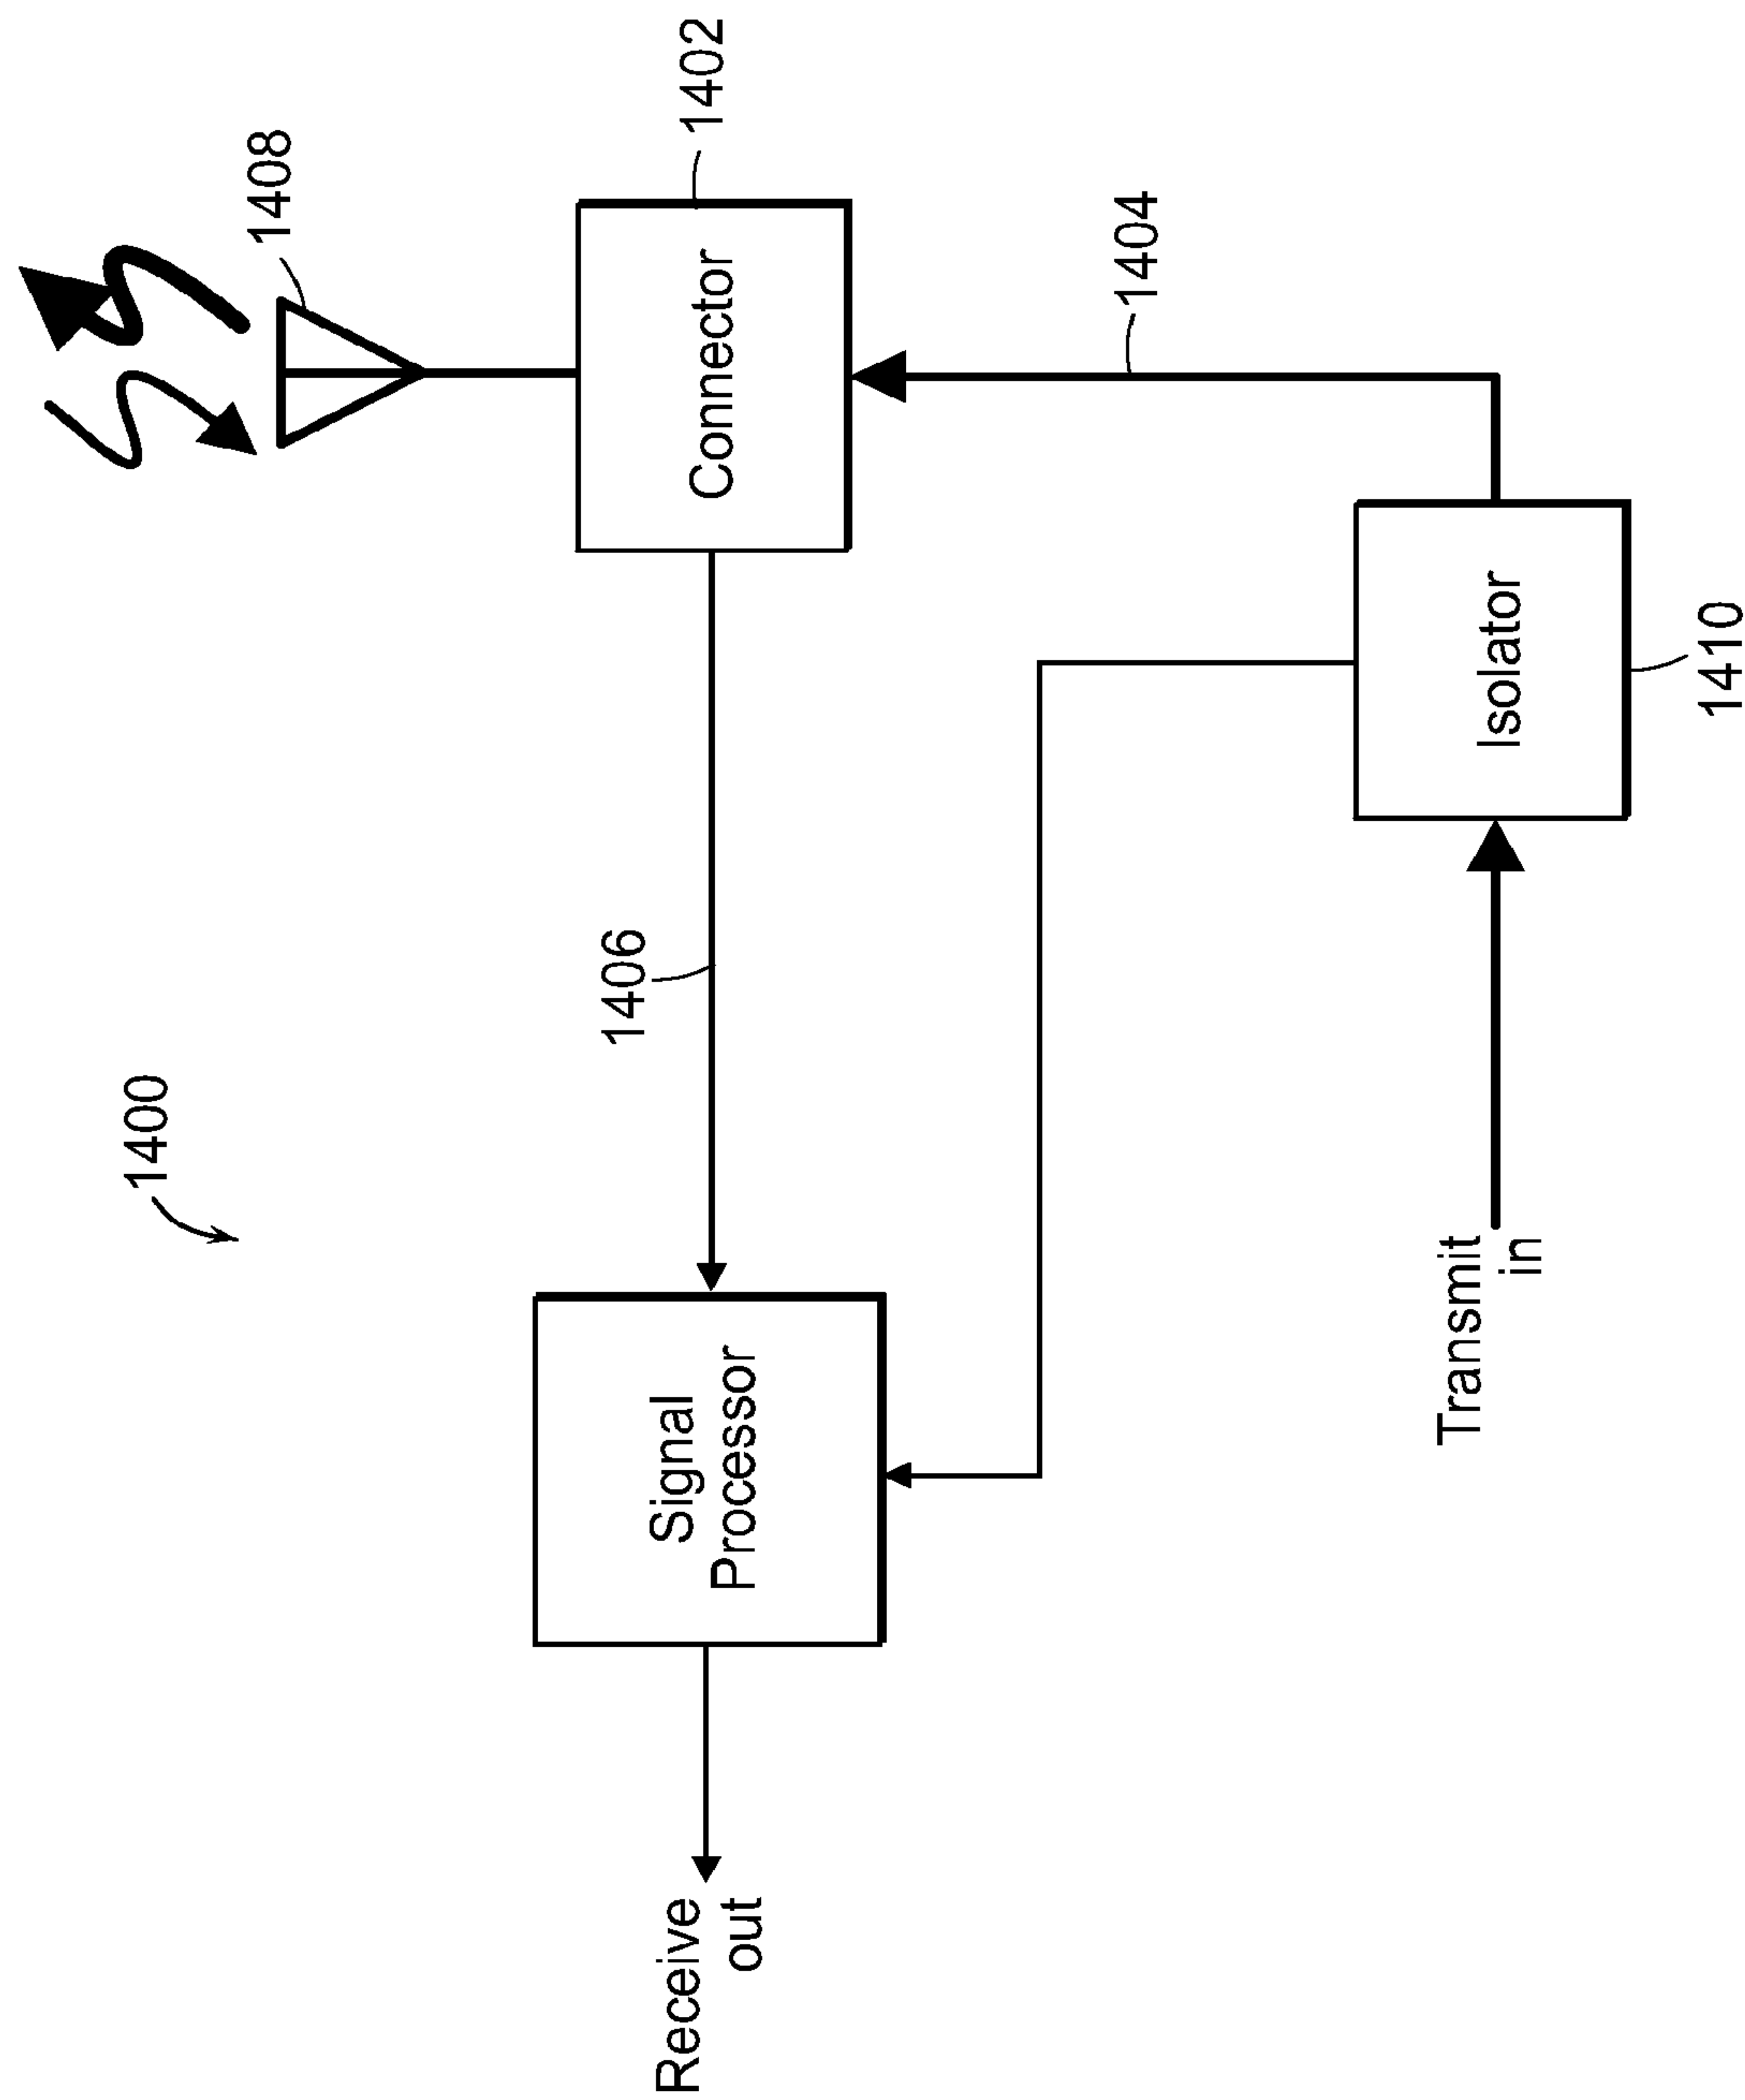 1400
1408
1406
1402
Receive
out
Signal
Processor
Connector
1404
Transmit
in
Isolator
1410